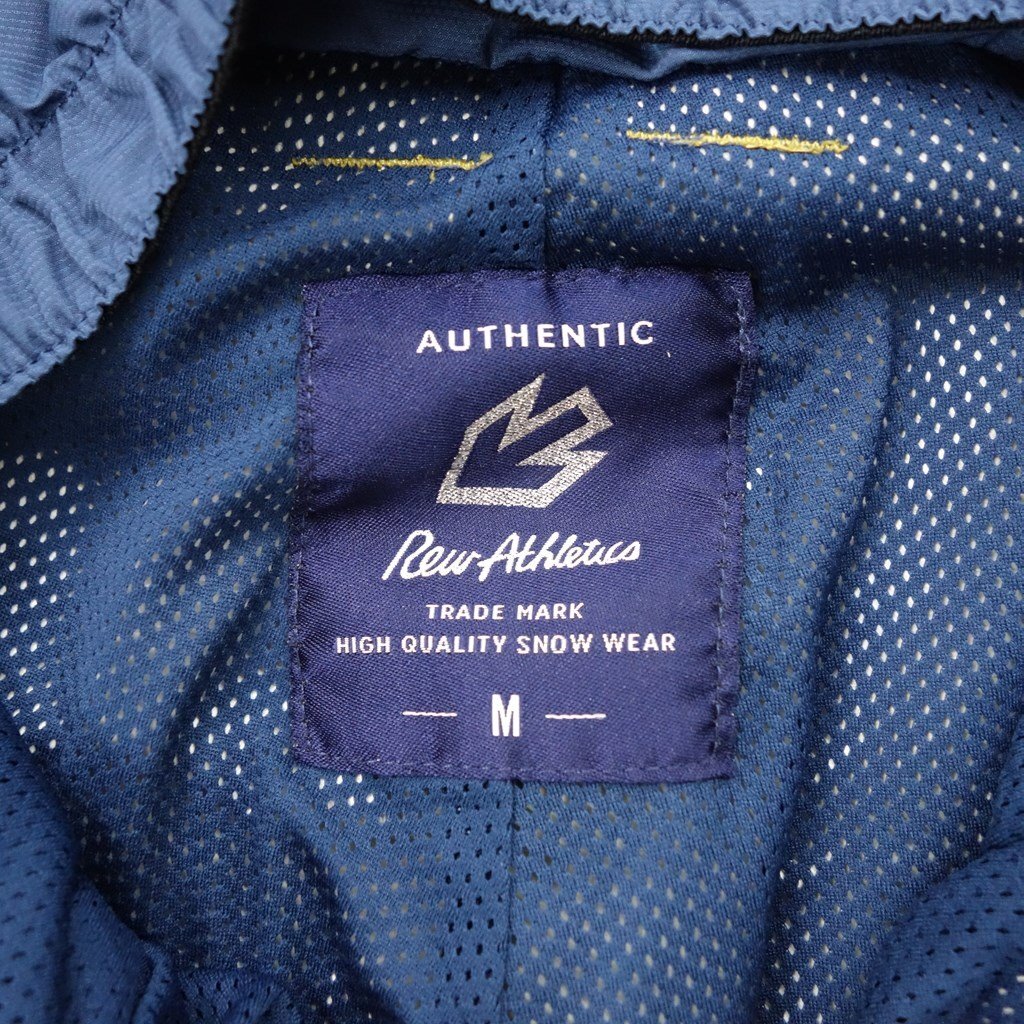 AUTHENTIC
Rew Athletics
TRADE MARK
HIGH QUALITY SNOW WEAR
M